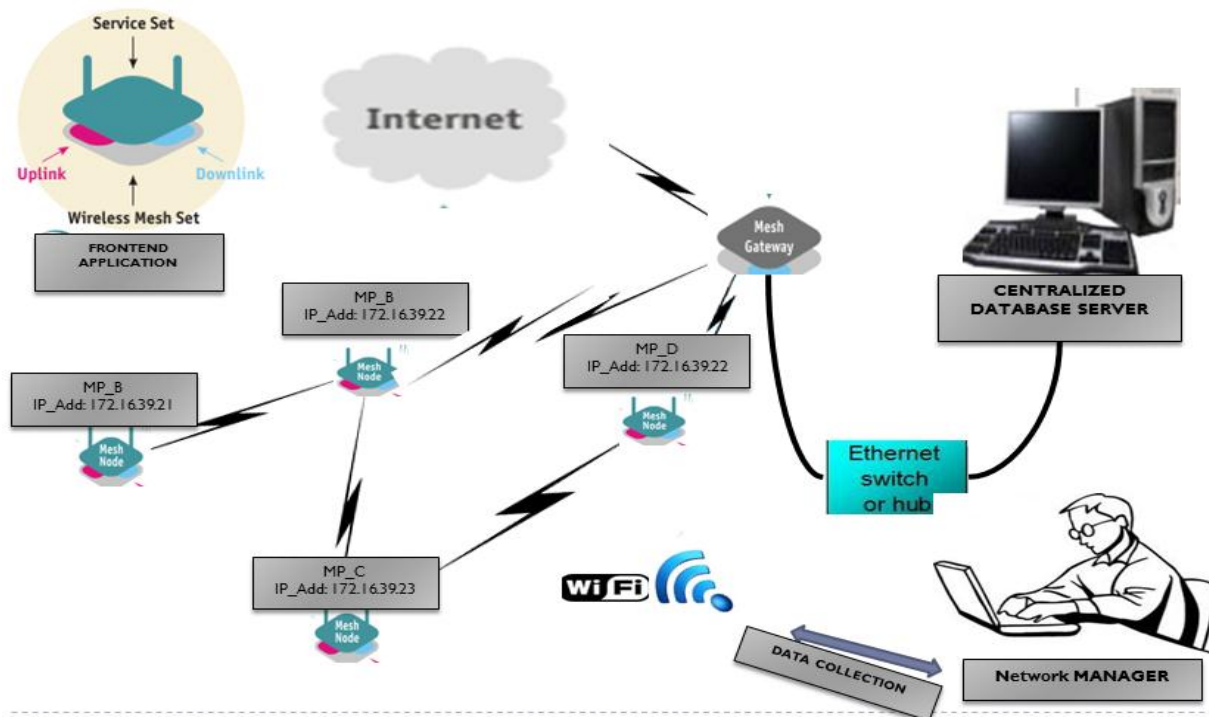 Service Set
Uplink
Downlink
Wireless Mesh Set
FRONTEND
APPLICATION
Internet
Mesh
Gateway
CENTRALIZED
DATABASE SERVER
MP_B
IP_Add: 172.16.39.22
Mesh
Node
MP_D
IP_Add: 172.16.39.22
Mesh
Node
MP_B
IP_Add: 172.16.39.21
Mesh
Node
Ethernet
switch
or hub
MP_C
IP_Add: 172.16.39.23
Mesh
Node
WiFi
DATA COLLECTION
Network MANAGER